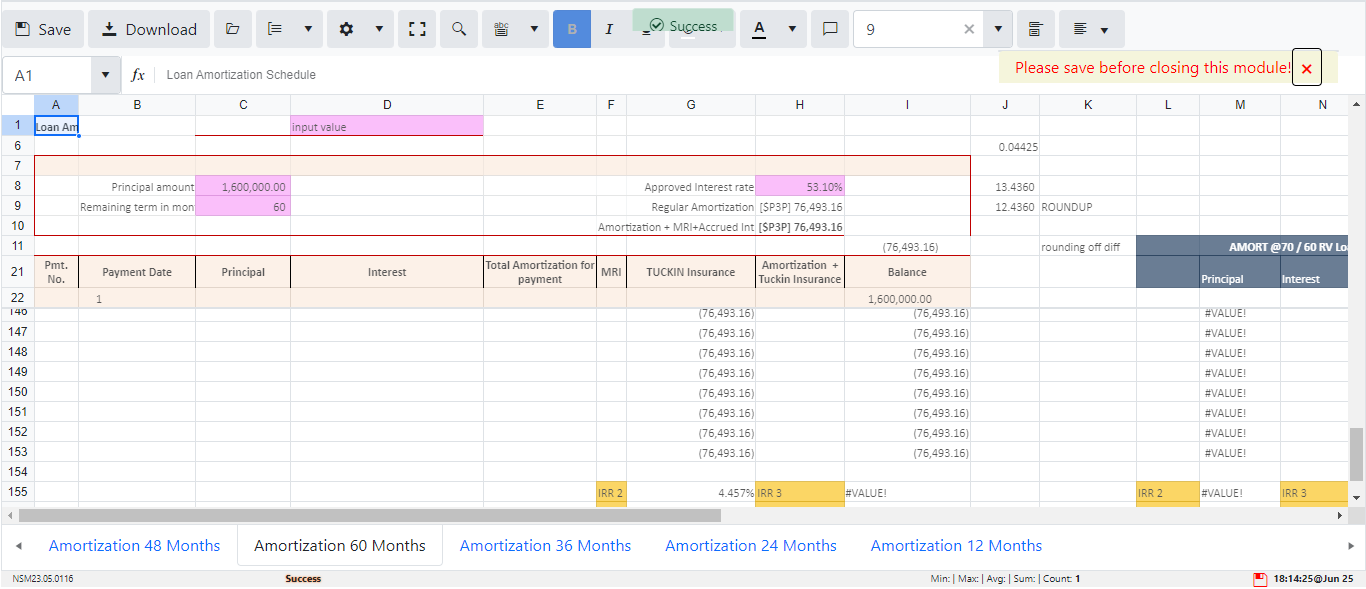 Save Download abc B I Success A 9
A1 fx Loan Amortization Schedule
Please save before closing this module!
A B C D E F G H I J K L M N
1 Loan Am input value
6 0.04425
7
8 Principal amount 1,600,000.00 Approved Interest rate 53.10% 13.4360
9 Remaining term in mon 60 Regular Amortization [$P3P] 76,493.16 12.4360 ROUNDUP
10 Amortization + MRI+Accrued Int [$P3P] 76,493.16
11 (76,493.16) rounding off diff AMORT @70 / 60 RV Lo
21 Pmt. No. Payment Date Principal Interest Total Amortization for payment MRI TUCKIN Insurance Amortization + Tuckin Insurance Balance Principal Interest
22 1 1,600,000.00
146 (76,493.16) (76,493.16) #VALUE!
147 (76,493.16) (76,493.16) #VALUE!
148 (76,493.16) (76,493.16) #VALUE!
149 (76,493.16) (76,493.16) #VALUE!
150 (76,493.16) (76,493.16) #VALUE!
151 (76,493.16) (76,493.16) #VALUE!
152 (76,493.16) (76,493.16) #VALUE!
153 (76,493.16) (76,493.16) #VALUE!
154
155 IRR 2 4.457% IRR 3 #VALUE! IRR 2 #VALUE! IRR 3
Amortization 48 Months Amortization 60 Months Amortization 36 Months Amortization 24 Months Amortization 12 Months
NSM23.05.0116 Success Min: | Max: | Avg: | Sum: | Count: 1 18:14:25@Jun 25